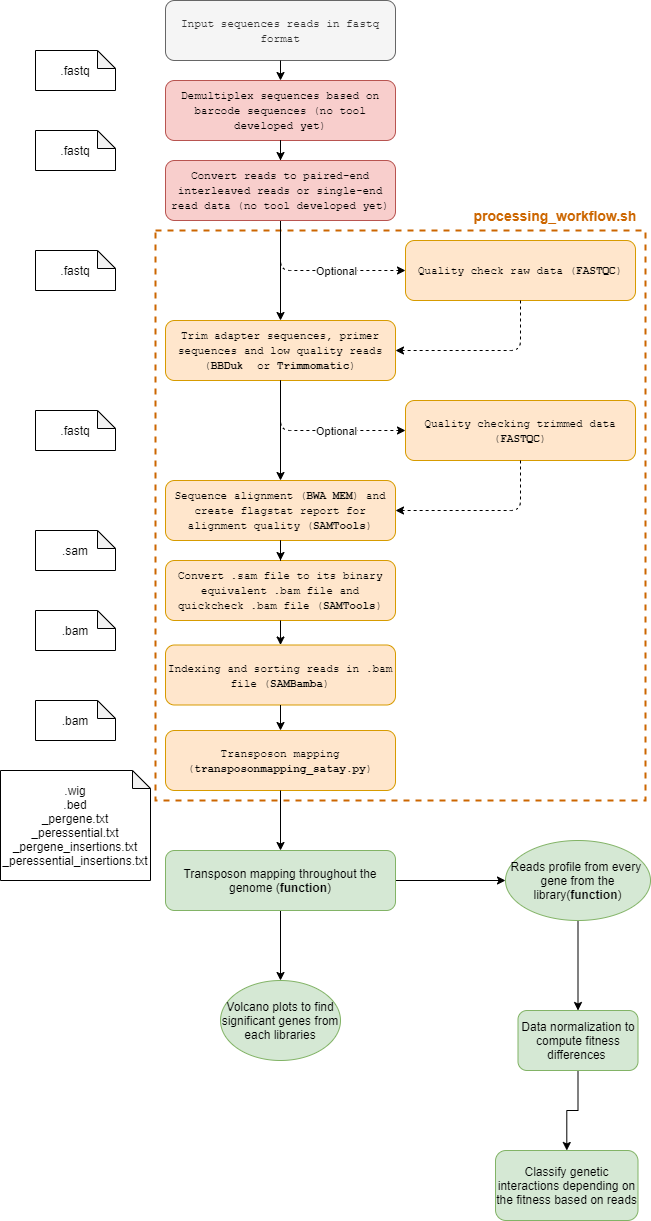 Input sequences reads in fastq
format
.fastq
Demultiplex sequences based on
barcode sequences (no tool
developed yet)
.fastq
Convert reads to paired-end
interleaved reads or single-end
read data (no tool developed yet)
processing_workflow.sh
.fastq
Optional
Quality check raw data (FASTQC)
Trim adapter sequences, primer
sequences and low quality reads
(BBDuk or Trimmomatic)
.fastq
Optional
Quality checking trimmed data
(FASTQC)
Sequence alignment (BWA MEM) and
create flagstat report for
alignment quality (SAMTools)
.sam
Convert .sam file to its binary
equivalent .bam file and
quickcheck .bam file (SAMTools)
.bam
Indexing and sorting reads in .bam
file (SAMBamba)
.bam
Transposon mapping
(transposonmapping_satay.py)
.wig
.bed
_pergene.txt
_peressential.txt
_pergene_insertions.txt
_peressential_insertions.txt
Transposon mapping throughout the
genome (function)
Reads profile from every
gene from the
library(function)
Volcano plots to find
significant genes from
each libraries
Data normalization to
compute fitness
differences
Classify genetic
interactions depending on
the fitness based on reads